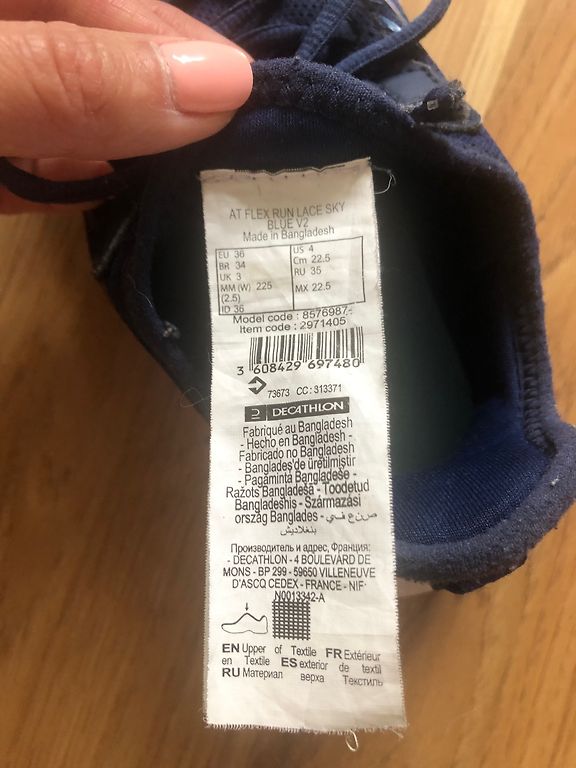 AT FLEX RUN LACE SKY
BLUE V2
Made in Bangladesh
EU 36
BR 34
UK 3
MM (W) 225
(2.5)
ID 36
US 4
Cm 22.5
RU 35
MX 22.5
Model code : 8576987-
Item code : 2971405
3 608429 697480
73673 CC : 313371
DECATHLON
Fabriqué au Bangladesh
- Hecho en Bangladesh -
Fabricado no Bangladesh
- Banglades'de üretilmiştir
- Pagaminta Bangladeše -
Ražots Bangladešā - Toodetud
Bangladeshis - Származási
ország Banglades - صنع في
بنغلاديش
Производитель и адрес, Франция:
- DECATHLON - 4 BOULEVARD DE
MONS - BP 299 - 59650 VILLENEUVE
D'ASCQ CEDEX - FRANCE - NIF:
N0013342-A
EN Upper of Textile FR Extérieur
en Textile ES exterior de textil
RU Материал верха Текстиль